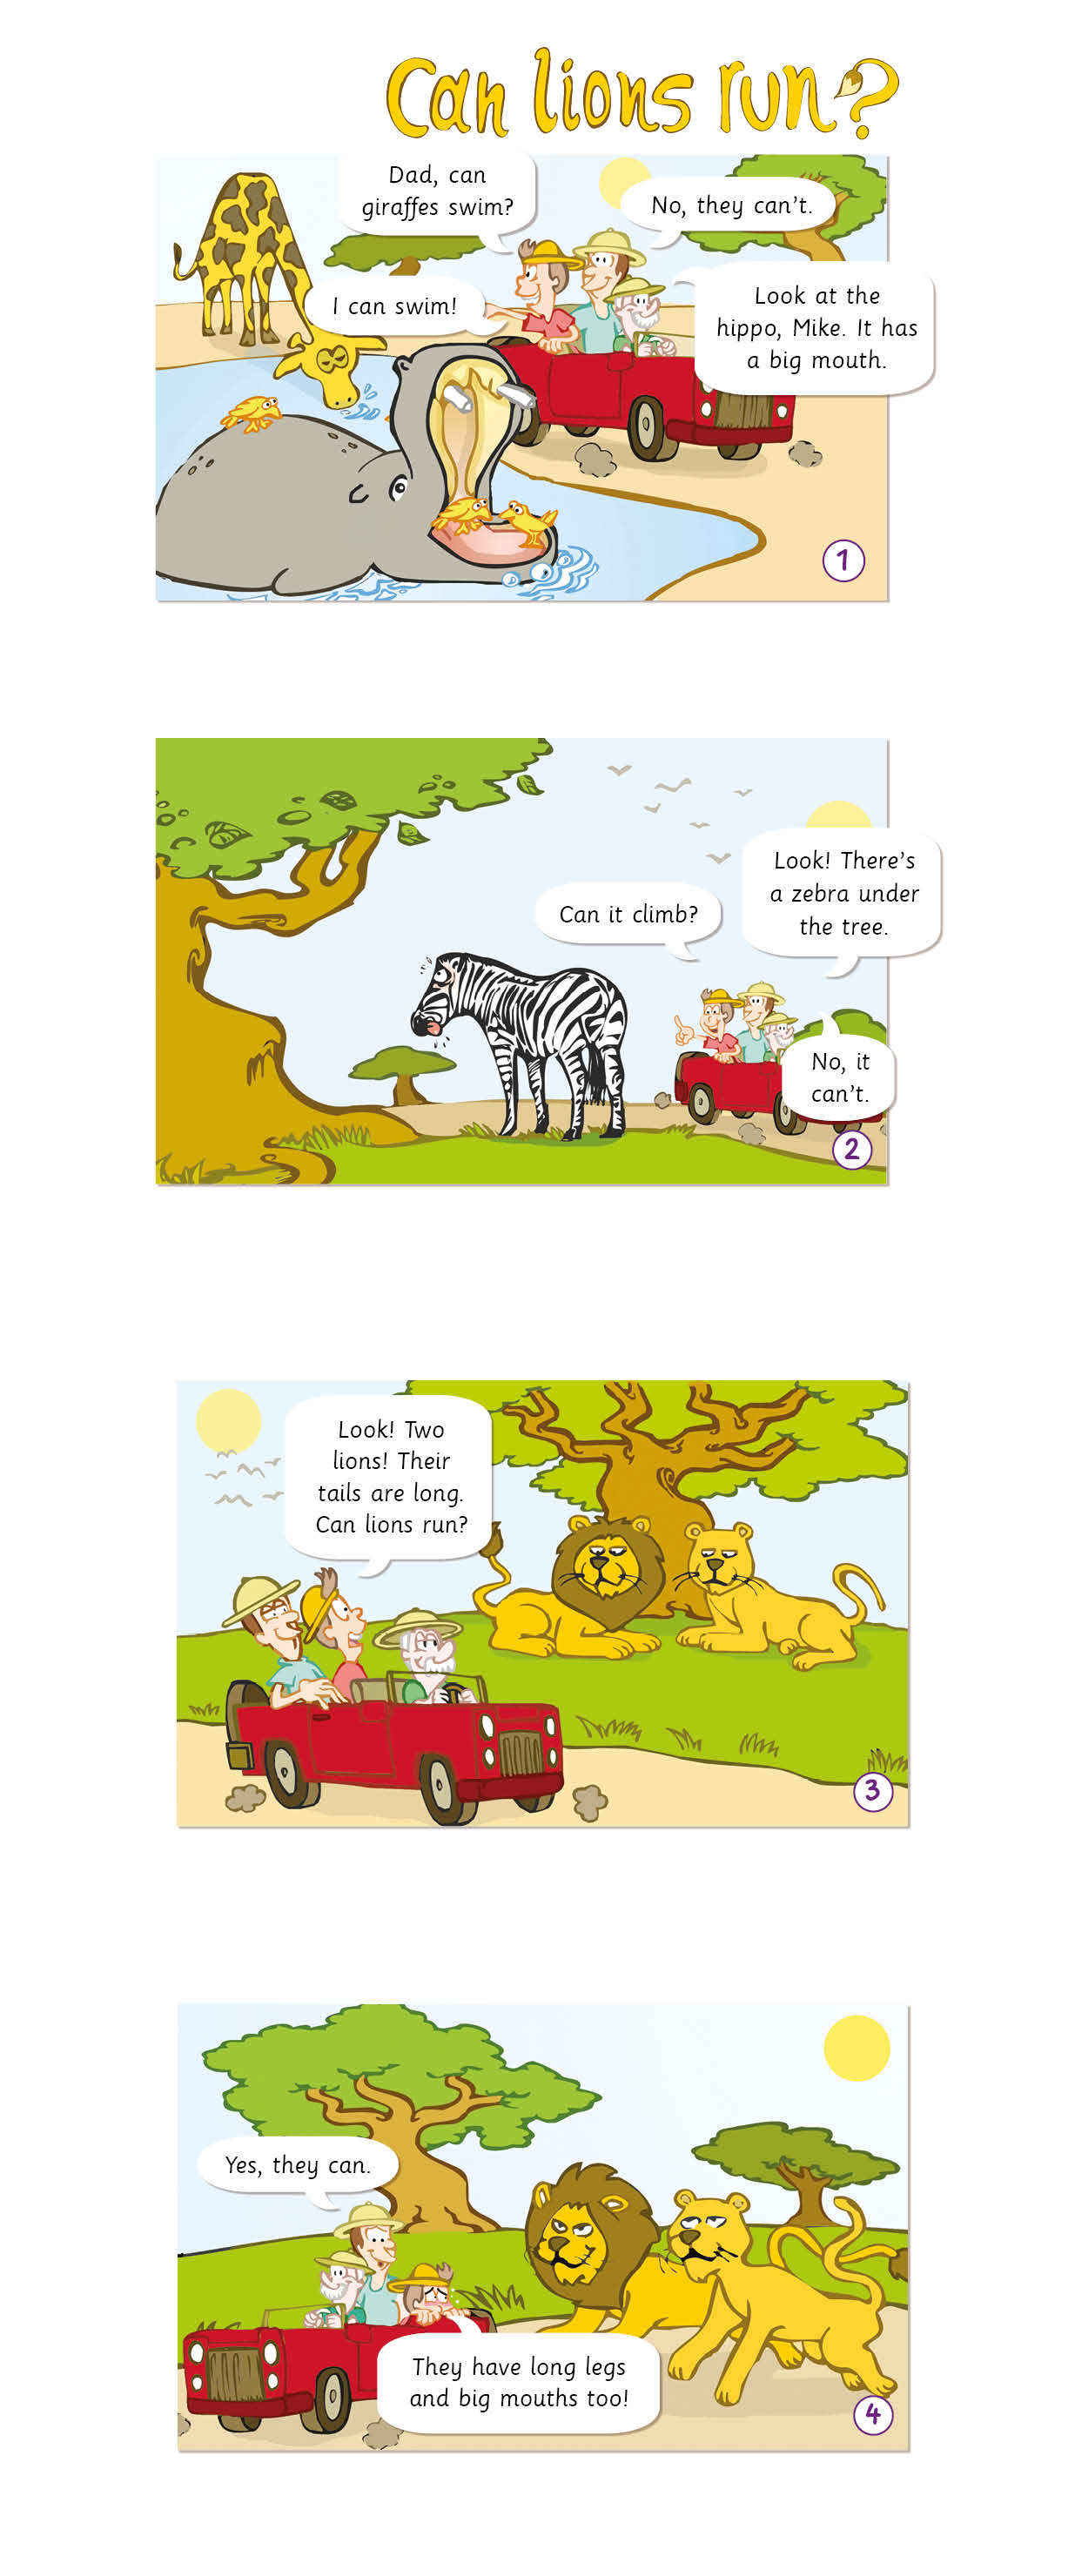 Can lions run?
Dad, can
giraffes swim?
No, they can't.
I can swim!
Look at the
hippo, Mike. It has
a big mouth.
1
Look! There's
a zebra under
the tree.
Can it climb?
No, it
can't.
2
Look! Two
lions! Their
tails are long.
Can lions run?
3
Yes, they can.
They have long legs
and big mouths too!
4